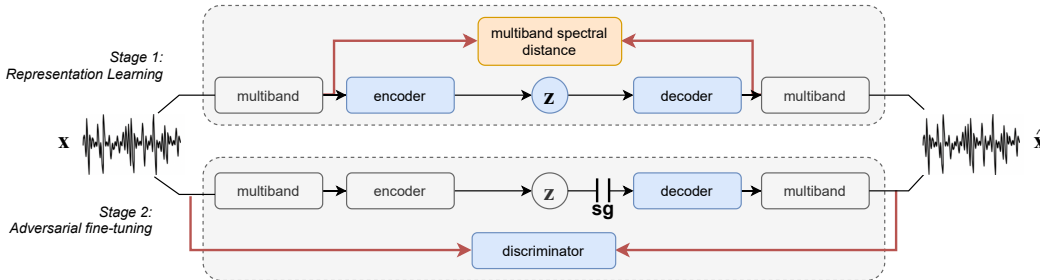 multiband spectral
distance
Stage 1:
Representation Learning
multiband
encoder
z
decoder
multiband
x
x̂
multiband
encoder
z
sg
decoder
multiband
Stage 2:
Adversarial fine-tuning
discriminator